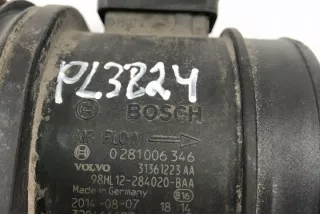 PL3824
BOSCH
AIR FLOW
0 281 006 346
VOLVO 31361223 AA
98HL12-284020-BAA
Made in Germany 816
2014-08-07 18 14